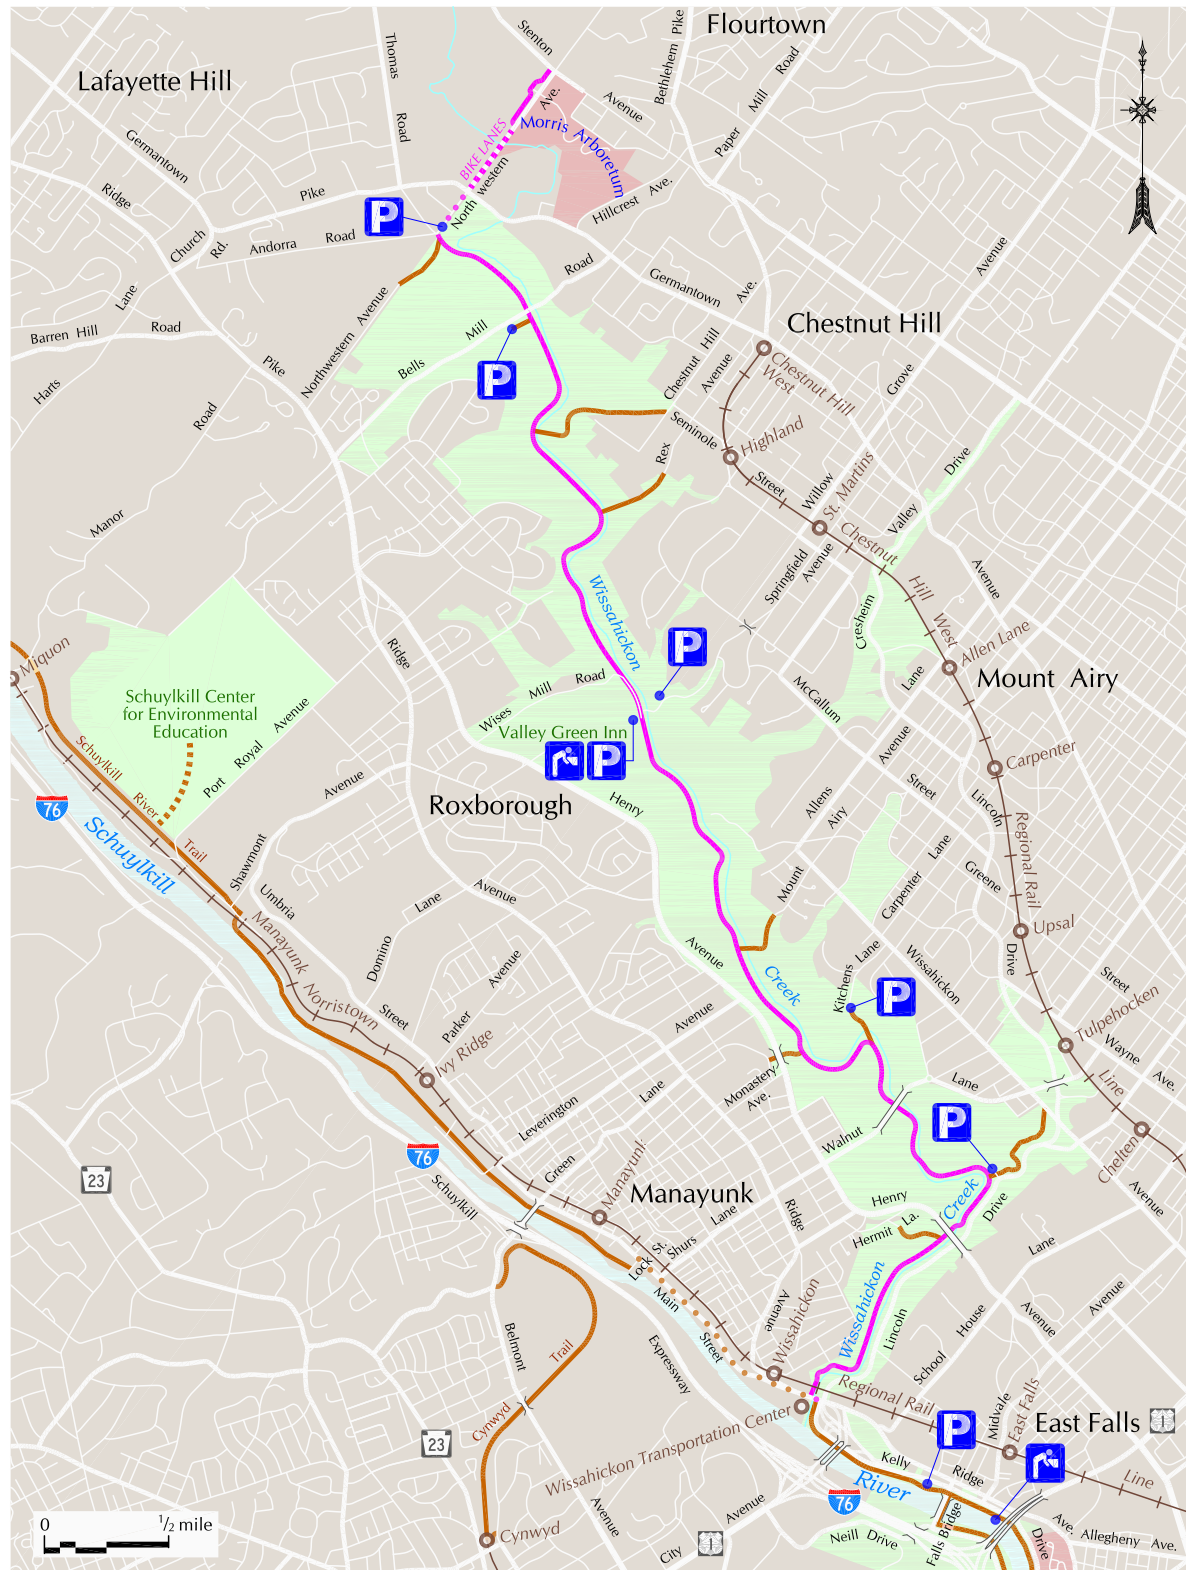 Flourtown
Lafayette Hill
Stenton
Ave.
Avenue
Bethlehem Pike
Paper Mill Road
Thomas
Road
BIKE LANES
Morris Arboretum
North western
Hillcrest Ave.
Germantown
Pike
Ridge
Church
Rd.
Andorra Road
P
Road
Germantown
Ave.
Avenue
Lane
Barren Hill Road
Harts
Road
Pike
Northwestern Avenue
Bells Mill
P
Chestnut Hill
Chestnut Hill
Avenue
Chestnut Hill
West
Grove
Seminole
Highland
Rex
Street
Willow
St. Martins
Drive
Valley
Manor
Springfield
Avenue
Chestnut
Hill
West
Avenue
Cresheim
Wissahickon
Allen Lane
Mount Airy
Lane
Miquon
Ridge
P
McCallum
Schuylkill Center
for Environmental
Education
Mill Road
Wises
Valley Green Inn
P
Port Royal Avenue
Avenue
Carpenter
Schuylkill
River
Trail
76
Schuylkill
Avenue
Roxborough
Henry
Allens
Airy
Street
Lincoln
Regional Rail
Shawmont
Umbria
Lane
Avenue
Mount
Lane
Carpenter
Greene
Upsal
Manayunk
Domino
Avenue
Avenue
Creek
Kitchens
Lane
P
Wissahickon
Drive
Street
Norristown
Street
Parker
Ivy Ridge
Avenue
Tulpehocken
Wayne
Ave.
Monastery
Ave.
Lane
Leverington
Lane
Line
P
Walnut
Chelten
Avenue
76
23
Green
Schuylkill
Manayunk
Manayunk
Ridge
Lane
Henry
Creek
Drive
Hermit La.
Lock St.
Shurs
Lane
Main
Street
Avenue
Wissahickon
Wissahickon
Lincoln
House
School
Avenue
Avenue
Belmont
Trail
Cynwyd
Expressway
23
Regional Rail
Wissahickon Transportation Center
Midvale
East Falls
East Falls
1
P
Kelly
Ridge
Line
River
76
Falls Bridge
Neill Drive
Drive
Ave.
Allegheny Ave.
Avenue
City
Avenue
1
Cynwyd
0 1/2 mile